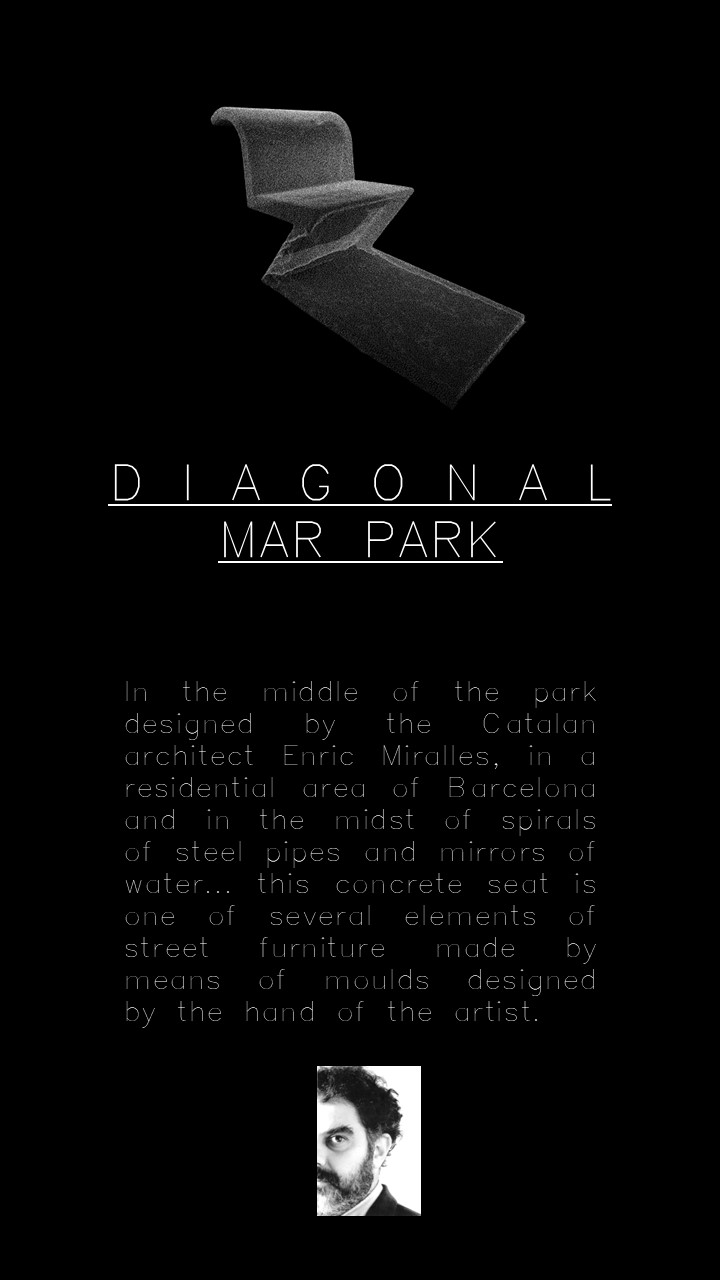 DIAGONAL
MAR PARK
In the middle of the park
designed by the Catalan
architect Enric Miralles, in a
residential area of Barcelona
and in the midst of spirals
of steel pipes and mirrors of
water... this concrete seat is
one of several elements of
street furniture made by
means of moulds designed
by the hand of the artist.